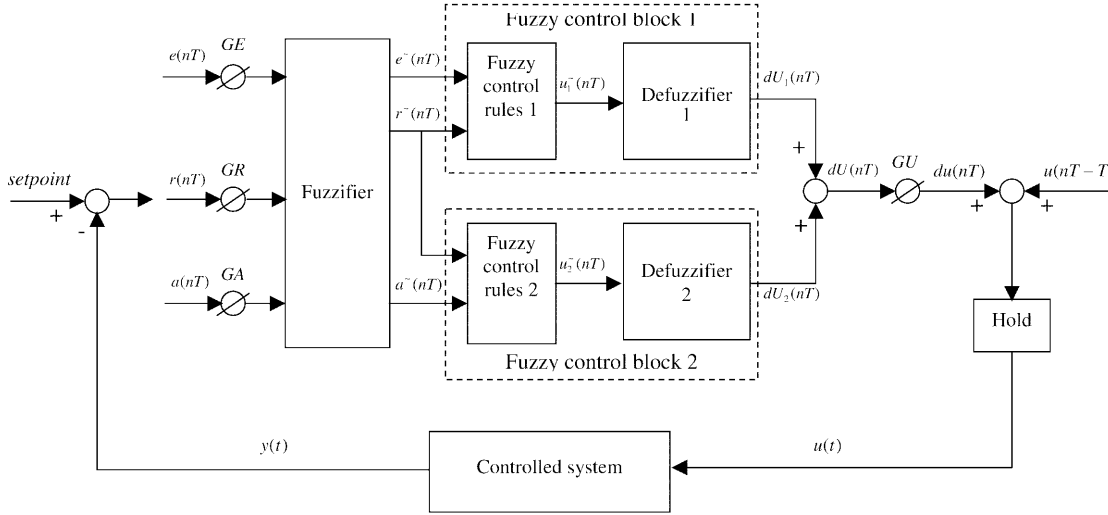 Fuzzy control block 1
GE
e(nT)
e~(nT)
Fuzzy
control
rules 1
u₁~(nT)
Defuzzifier
1
dU₁(nT)
r~(nT)
+
setpoint
+
-
r(nT)
GR
Fuzzifier
dU(nT)
GU
du(nT)
u(nT−T
+
+
+
a(nT)
GA
a~(nT)
Fuzzy
control
rules 2
u₂~(nT)
Defuzzifier
2
dU₂(nT)
Fuzzy control block 2
Hold
y(t)
Controlled system
u(t)